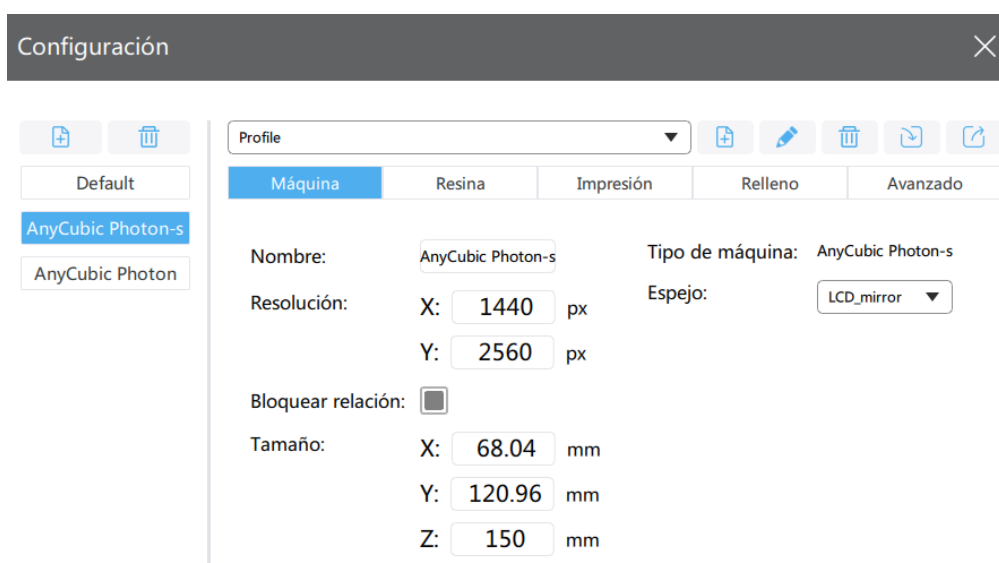 Configuración
Profile
Default
Máquina Resina Impresión Relleno Avanzado
AnyCubic Photon-s
AnyCubic Photon
Nombre: AnyCubic Photon-s Tipo de máquina: AnyCubic Photon-s
Resolución: X: 1440 px Espejo: LCD_mirror
Y: 2560 px
Bloquear relación:
Tamaño: X: 68.04 mm
Y: 120.96 mm
Z: 150 mm